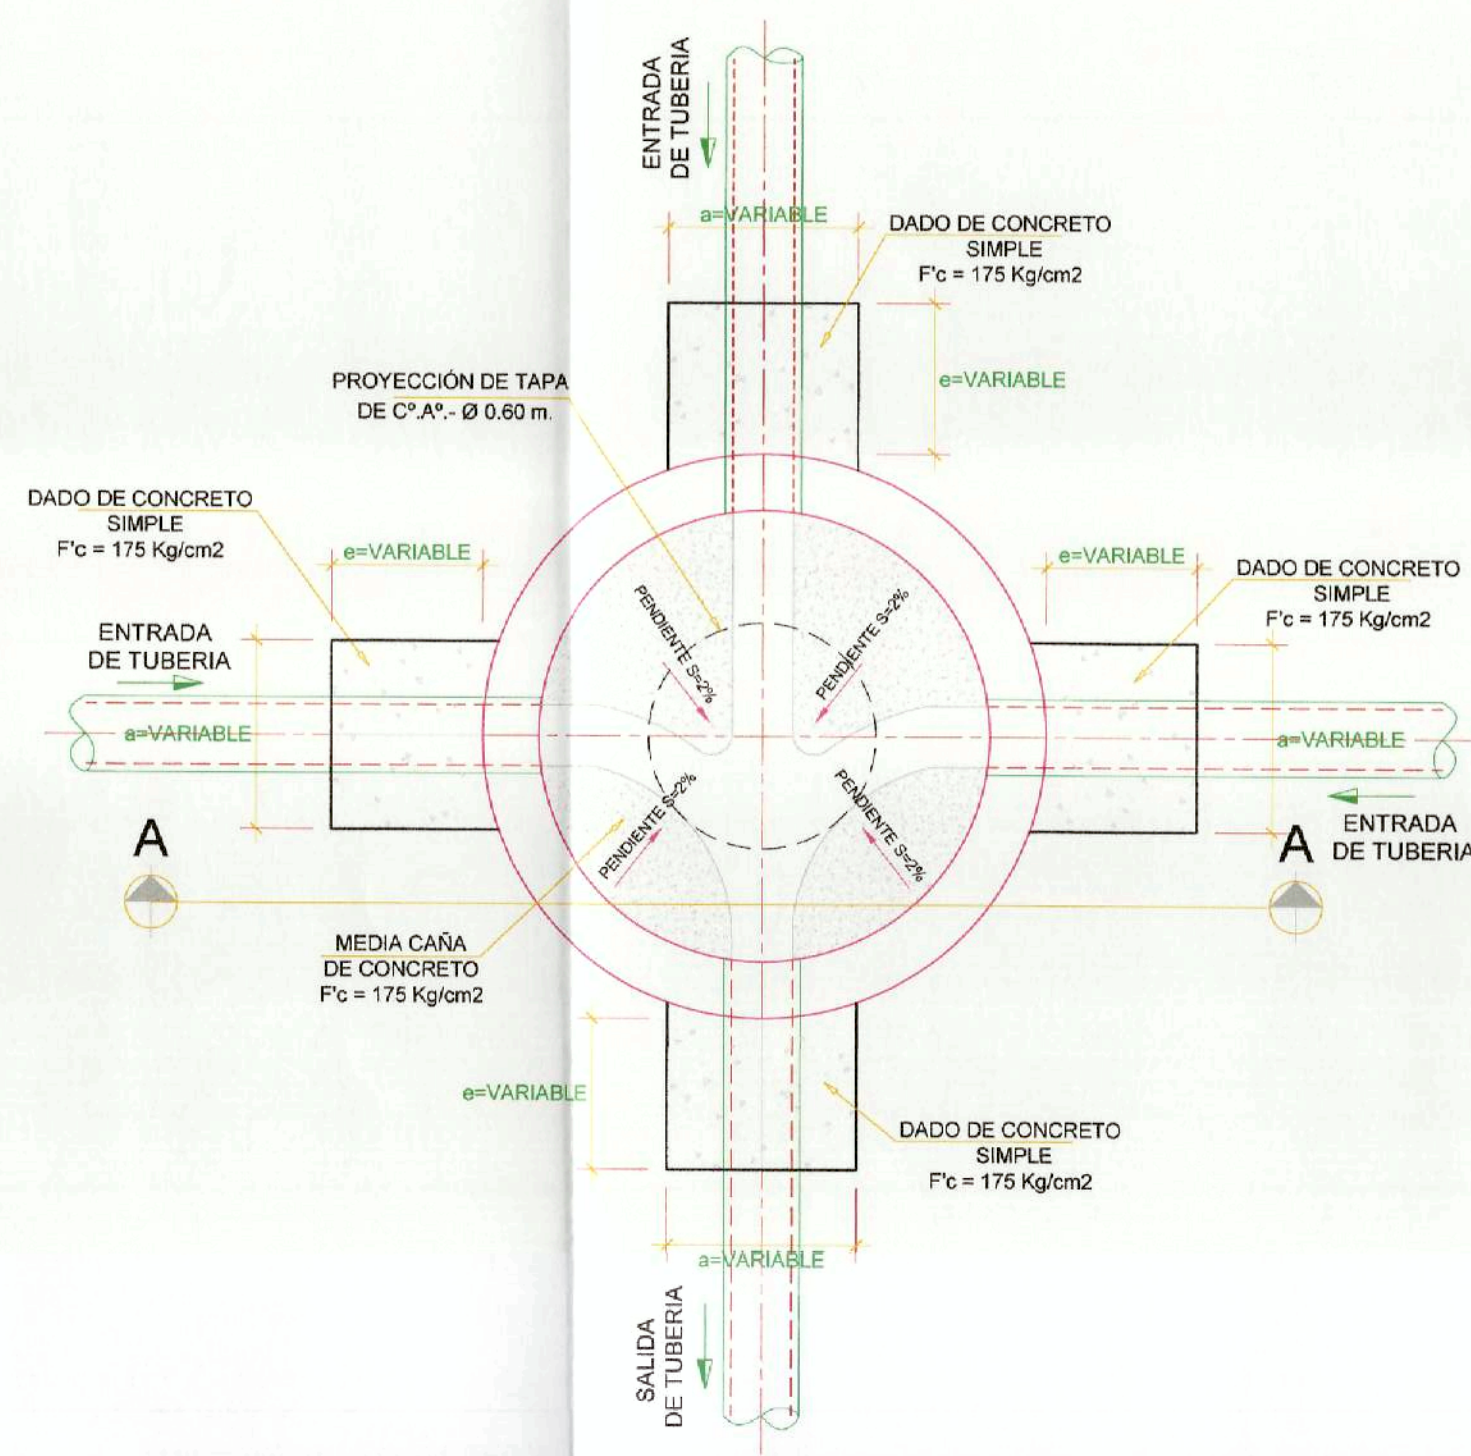 ENTRADA
DE TUBERIA
a=VARIABLE
DADO DE CONCRETO
SIMPLE
F'c = 175 Kg/cm2
e=VARIABLE
PROYECCIÓN DE TAPA
DE Cº.Aº.- Ø 0.60 m.
DADO DE CONCRETO
SIMPLE
F'c = 175 Kg/cm2
e=VARIABLE
e=VARIABLE
DADO DE CONCRETO
SIMPLE
F'c = 175 Kg/cm2
ENTRADA
DE TUBERIA
PENDIENTE S=2%
PENDIENTE S=2%
a=VARIABLE
a=VARIABLE
PENDIENTE S=2%
PENDIENTE S=2%
A
A
ENTRADA
DE TUBERIA
MEDIA CAÑA
DE CONCRETO
F'c = 175 Kg/cm2
e=VARIABLE
DADO DE CONCRETO
SIMPLE
F'c = 175 Kg/cm2
a=VARIABLE
SALIDA
DE TUBERIA